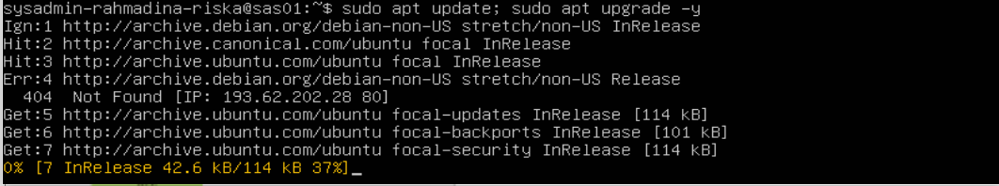 sysadmin-rahmadina-riska@sas01:~$ sudo apt update; sudo apt upgrade -y
Ign:1 http://archive.debian.org/debian-non-US stretch/non-US InRelease
Hit:2 http://archive.canonical.com/ubuntu focal InRelease
Hit:3 http://archive.ubuntu.com/ubuntu focal InRelease
Err:4 http://archive.debian.org/debian-non-US stretch/non-US Release
  404  Not Found [IP: 193.62.202.28 80]
Get:5 http://archive.ubuntu.com/ubuntu focal-updates InRelease [114 kB]
Get:6 http://archive.ubuntu.com/ubuntu focal-backports InRelease [101 kB]
Get:7 http://archive.ubuntu.com/ubuntu focal-security InRelease [114 kB]
0% [7 InRelease 42.6 kB/114 kB 37%]_